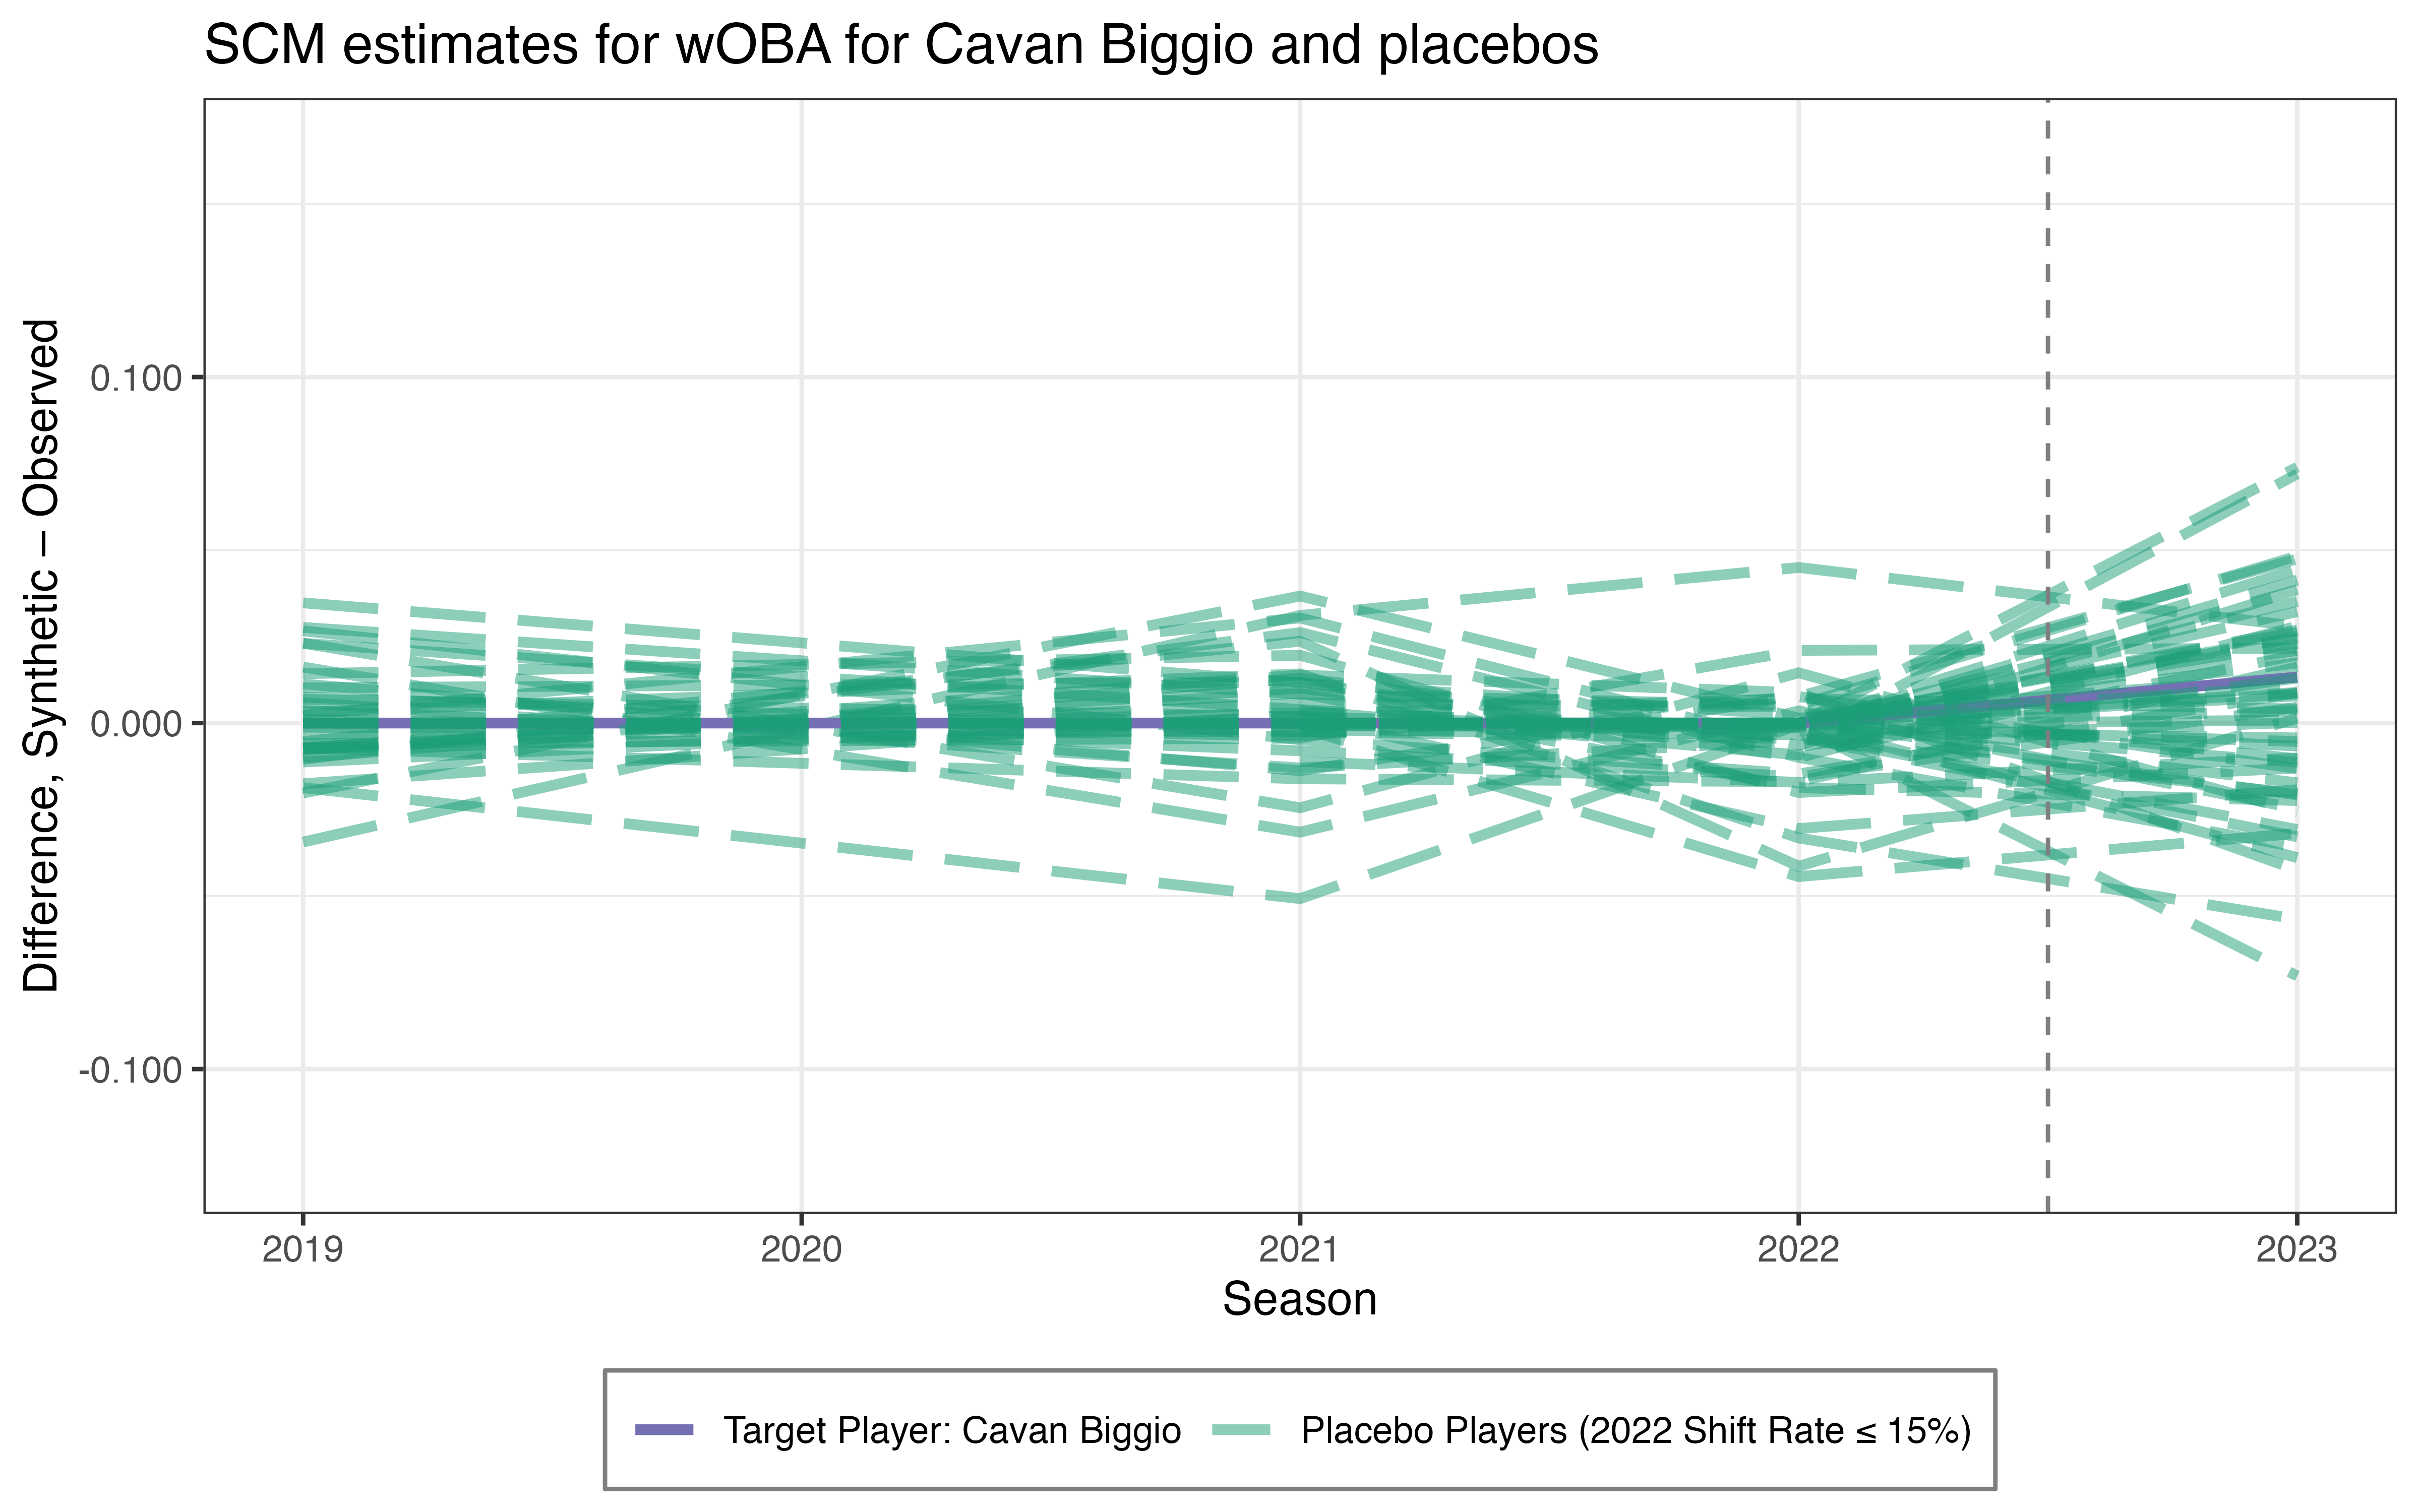 SCM estimates for wOBA for Cavan Biggio and placebos
Difference, Synthetic – Observed
0.100
0.000
-0.100
2019 2020 2021 2022 2023
Season
Target Player: Cavan Biggio Placebo Players (2022 Shift Rate ≤ 15%)